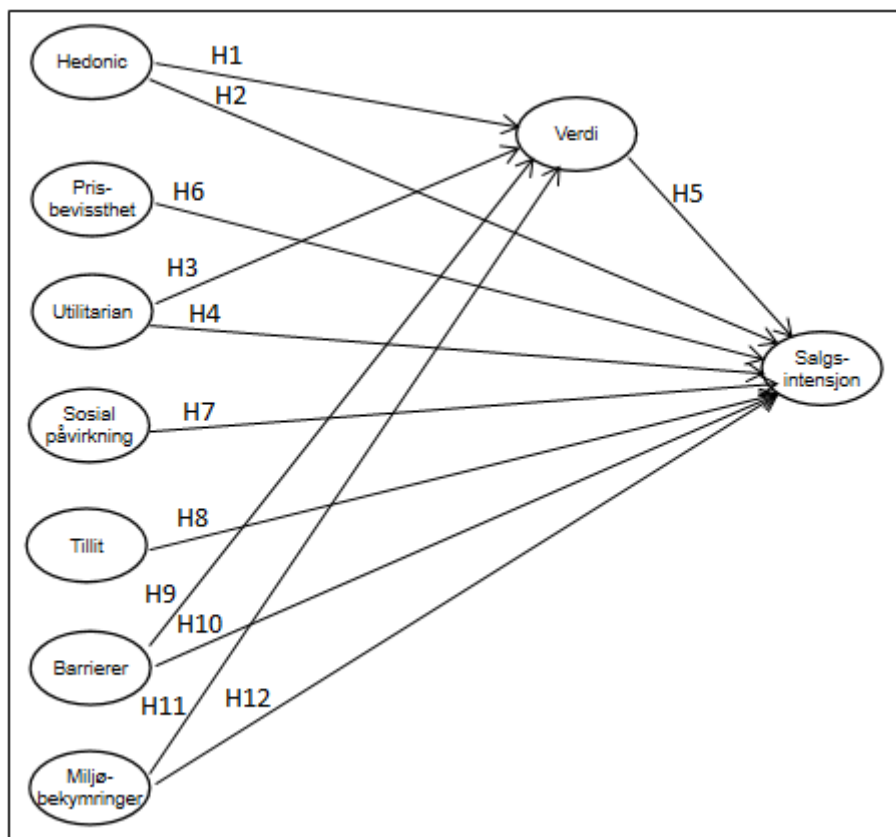 Hedonic
H1
H2
Verdi
Pris-
bevissthet
H6
H5
H3
Utilitarian
H4
Salgs-
intensjon
Sosial
påvirkning
H7
Tillit
H8
H9
H10
Barrierer
H11
H12
Miljø-
bekymringer